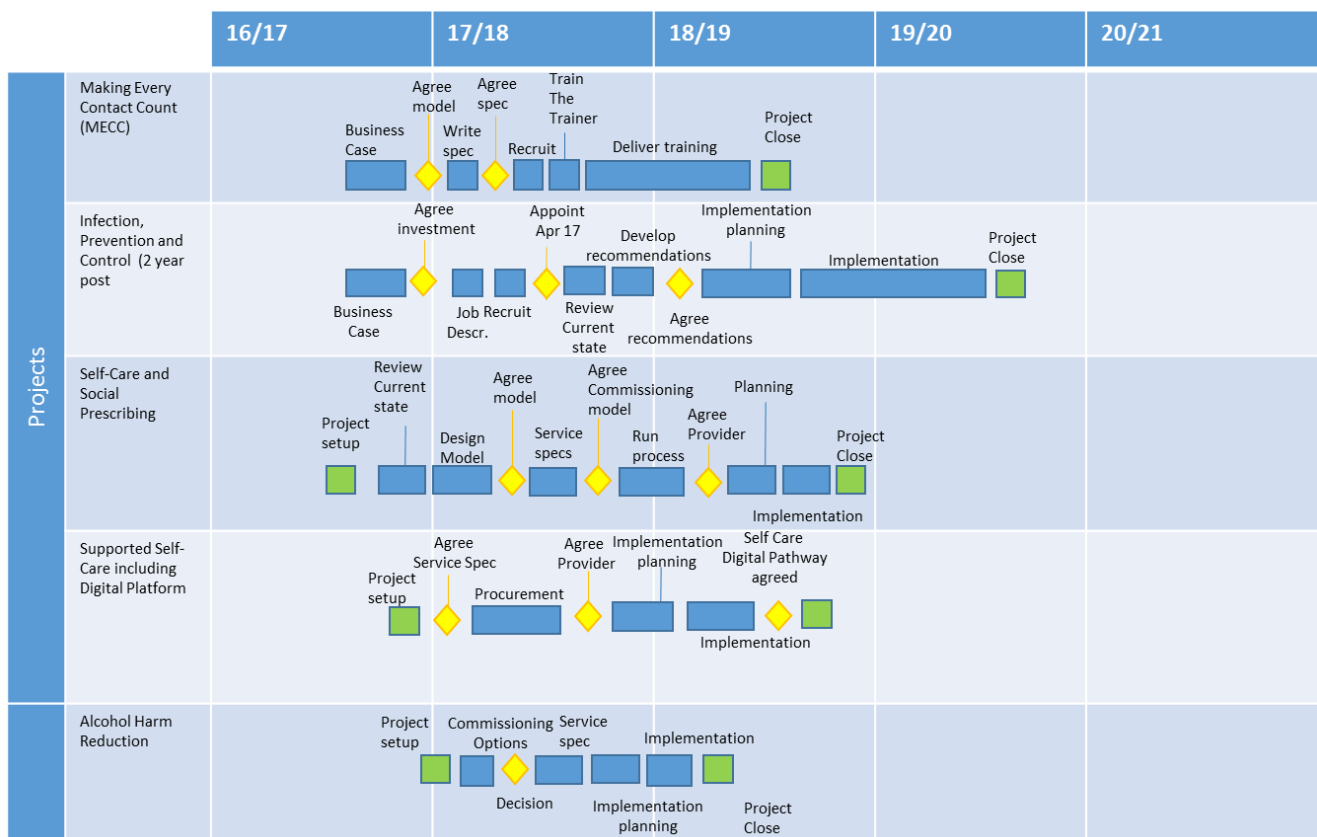 16/17
17/18
18/19
19/20
20/21
Projects
Making Every
Contact Count
(MECC)
Business
Case
Agree
model
Write
spec
Agree
spec
Recruit
Train
The
Trainer
Deliver training
Project
Close
Infection,
Prevention and
Control  (2 year
post
Business
Case
Agree
investment
Job
Descr.
Recruit
Appoint
Apr 17
Review
Current
state
Develop
recommendations
Agree
recommendations
Implementation
planning
Implementation
Project
Close
Self-Care and
Social
Prescribing
Project
setup
Review
Current
state
Design
Model
Agree
model
Service
specs
Agree
Commissioning
model
Run
process
Agree
Provider
Planning
Implementation
Project
Close
Supported Self-
Care including
Digital Platform
Project
setup
Agree
Service Spec
Procurement
Agree
Provider
Implementation
planning
Implementation
Self Care
Digital Pathway
agreed
Alcohol Harm
Reduction
Project
setup
Commissioning
Options
Decision
Service
spec
Implementation
planning
Implementation
Project
Close